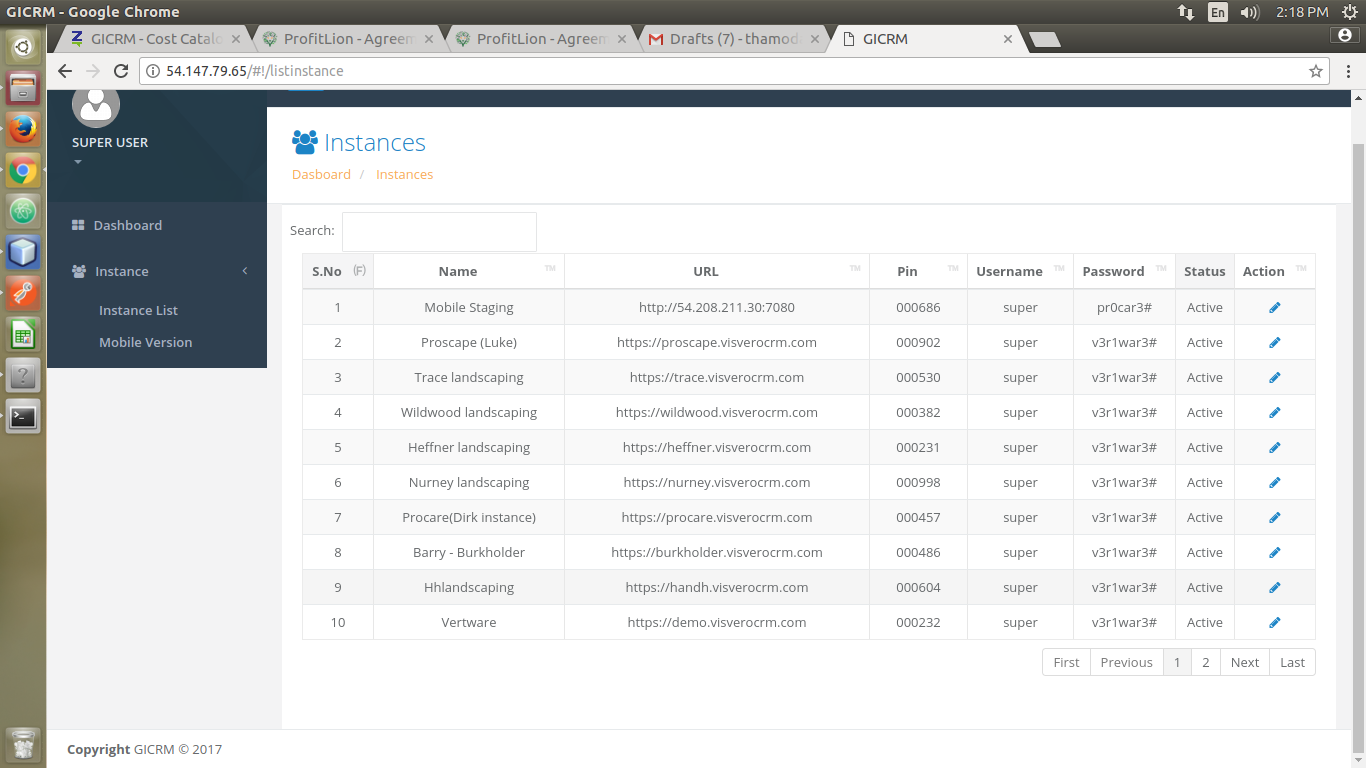 GICRM - Google Chrome
En
2:18 PM
GICRM - Cost Catalo
ProfitLion - Agreem
ProfitLion - Agreem
Drafts (7) - thamod
GICRM
54.147.79.65/#!/listinstance
SUPER USER
Instances
Dasboard / Instances
Dashboard
Instance
Instance List
Mobile Version
Search:
S.No (F) Name ™ URL ™ Pin ™ Username ™ Password ™ Status Action ™
1 Mobile Staging http://54.208.211.30:7080 000686 super pr0car3# Active
2 Proscape (Luke) https://proscape.visverocrm.com 000902 super v3r1war3# Active
3 Trace landscaping https://trace.visverocrm.com 000530 super v3r1war3# Active
4 Wildwood landscaping https://wildwood.visverocrm.com 000382 super v3r1war3# Active
5 Heffner landscaping https://heffner.visverocrm.com 000231 super v3r1war3# Active
6 Nurney landscaping https://nurney.visverocrm.com 000998 super v3r1war3# Active
7 Procare(Dirk instance) https://procare.visverocrm.com 000457 super v3r1war3# Active
8 Barry - Burkholder https://burkholder.visverocrm.com 000486 super v3r1war3# Active
9 Hhlandscaping https://handh.visverocrm.com 000604 super v3r1war3# Active
10 Vertware https://demo.visverocrm.com 000232 super v3r1war3# Active
First Previous 1 2 Next Last
Copyright GICRM © 2017